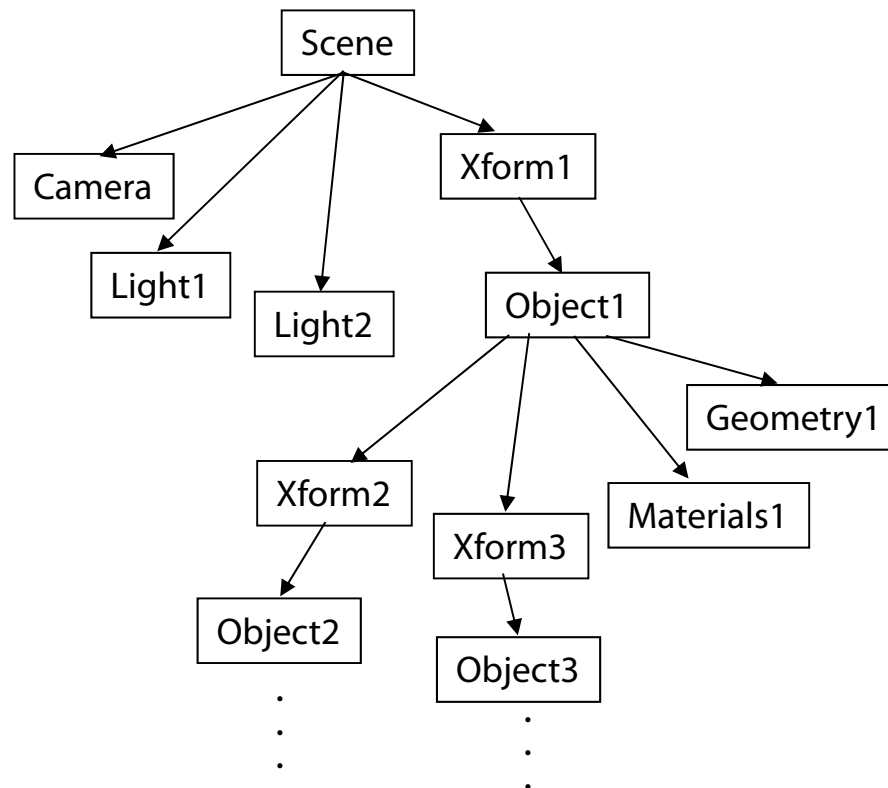 Scene
Camera
Xform1
Light1
Light2
Object1
Geometry1
Xform2
Materials1
Xform3
Object2
Object3